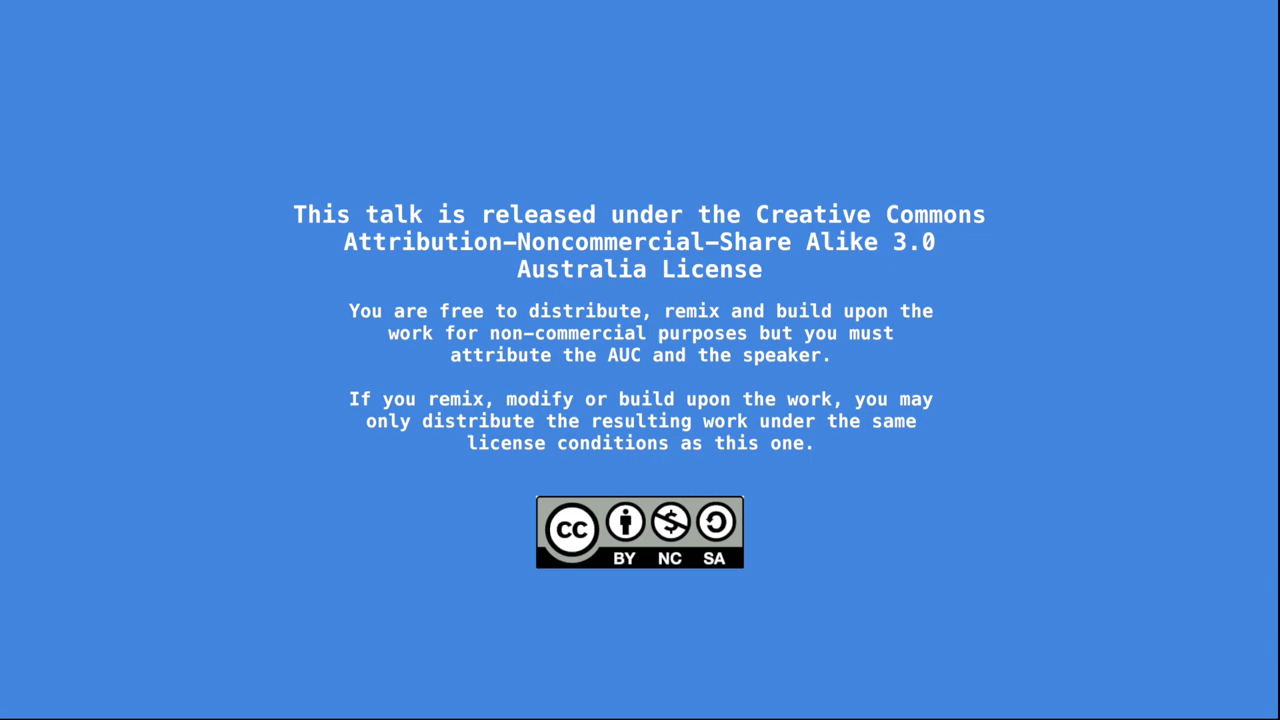 This talk is released under the Creative Commons
Attribution–Noncommercial–Share Alike 3.0
Australia License
You are free to distribute, remix and build upon the
work for non–commercial purposes but you must
attribute the AUC and the speaker.
If you remix, modify or build upon the work, you may
only distribute the resulting work under the same
license conditions as this one.
CC
BY NC SA